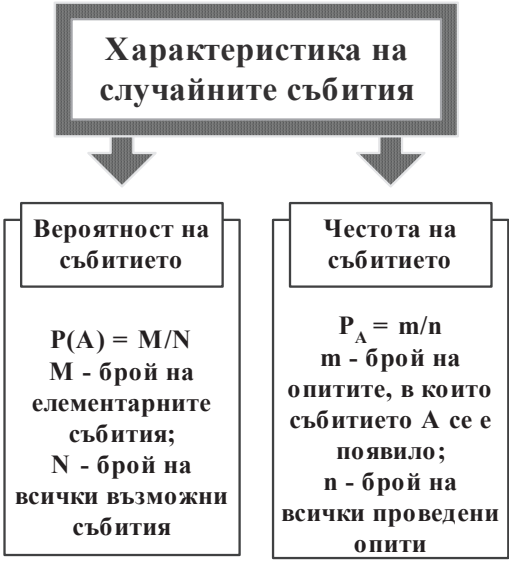 Характеристика на
случайните събития
Вероятност на
събитието
P(A) = M/N
M - брой на
елементарните
събития;
N - брой на
всички възможни
събития
Честота на
събитието
P_A = m/n
m - брой на
опитите, в които
събитието А се е
появило;
n - брой на
всички проведени
опити